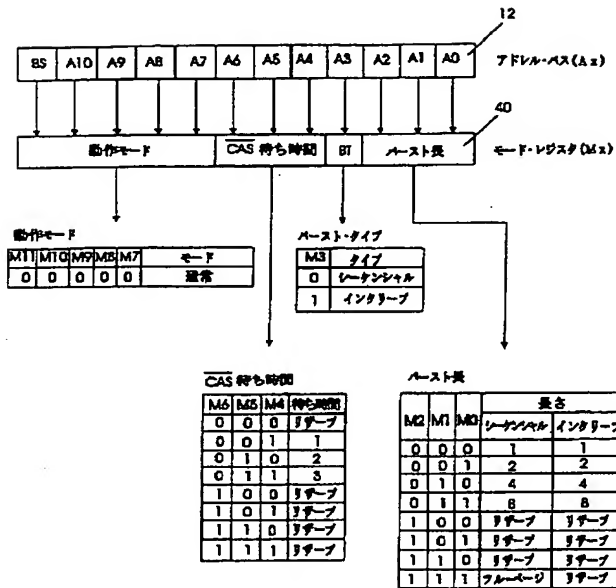 12
BS A10 A9 A8 A7 A6 A5 A4 A3 A2 A1 A0 アドレル・バス(Ax)
40
動作モード CAS 待ち時間 BT バースト長 モード・レジスタ(Mx)
動作モード
M11 M10 M9 M8 M7 モード
0 0 0 0 0 通常
バースト・タイプ
M3 タイプ
0 シーケンシャル
1 インタリーブ
CAS 待ち時間
M6 M5 M4 待ち時間
0 0 0 リザーブ
0 0 1 1
0 1 0 2
0 1 1 3
1 0 0 リザーブ
1 0 1 リザーブ
1 1 0 リザーブ
1 1 1 リザーブ
バースト長
M2 M1 M0 長さ
シーケンシャル インタリーブ
0 0 0 1 1
0 0 1 2 2
0 1 0 4 4
0 1 1 8 8
1 0 0 リザーブ リザーブ
1 0 1 リザーブ リザーブ
1 1 0 リザーブ リザーブ
1 1 1 フルページ リザーブ